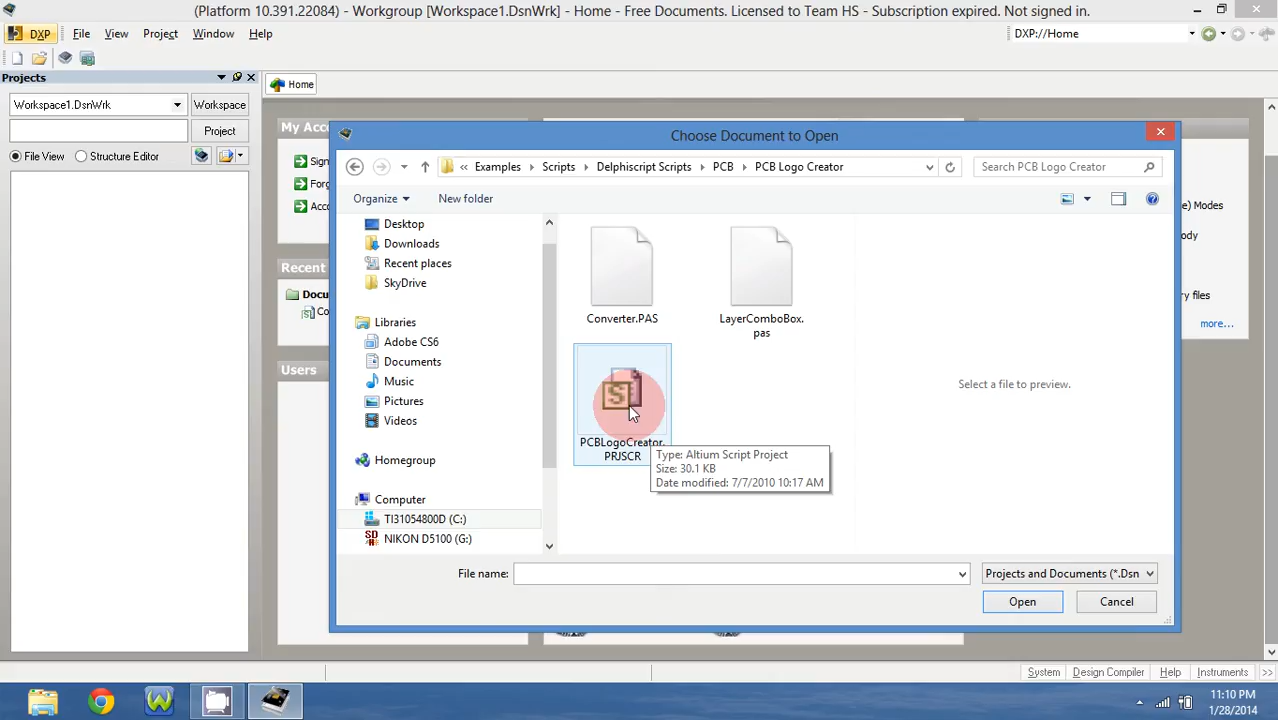 (Platform 10.391.22084) - Workgroup [Workspace1.DsnWrk] - Home - Free Documents. Licensed to Team HS - Subscription expired. Not signed in.
DXP File View Project Window Help DXP://Home
Projects
Home
Workspace1.DsnWrk Workspace
Project
File View Structure Editor
My Acc
Sign
Forg
Acco
Recent
Docu
Co
Users
Choose Document to Open
« Examples Scripts Delphiscript Scripts PCB PCB Logo Creator Search PCB Logo Creator
Organize New folder
Desktop
Downloads
Recent places
SkyDrive
Libraries
Adobe CS6
Documents
Music
Pictures
Videos
Homegroup
Computer
TI31054800D (C:)
NIKON D5100 (G:)
Converter.PAS
LayerComboBox.
pas
PCBLogoCreator.
PRJSCR
Type: Altium Script Project
Size: 30.1 KB
Date modified: 7/7/2010 10:17 AM
Select a file to preview.
File name: Projects and Documents (*.Dsn
Open Cancel
) Modes
ody
ry files
more...
System Design Compiler Help Instruments >>
11:10 PM
1/28/2014